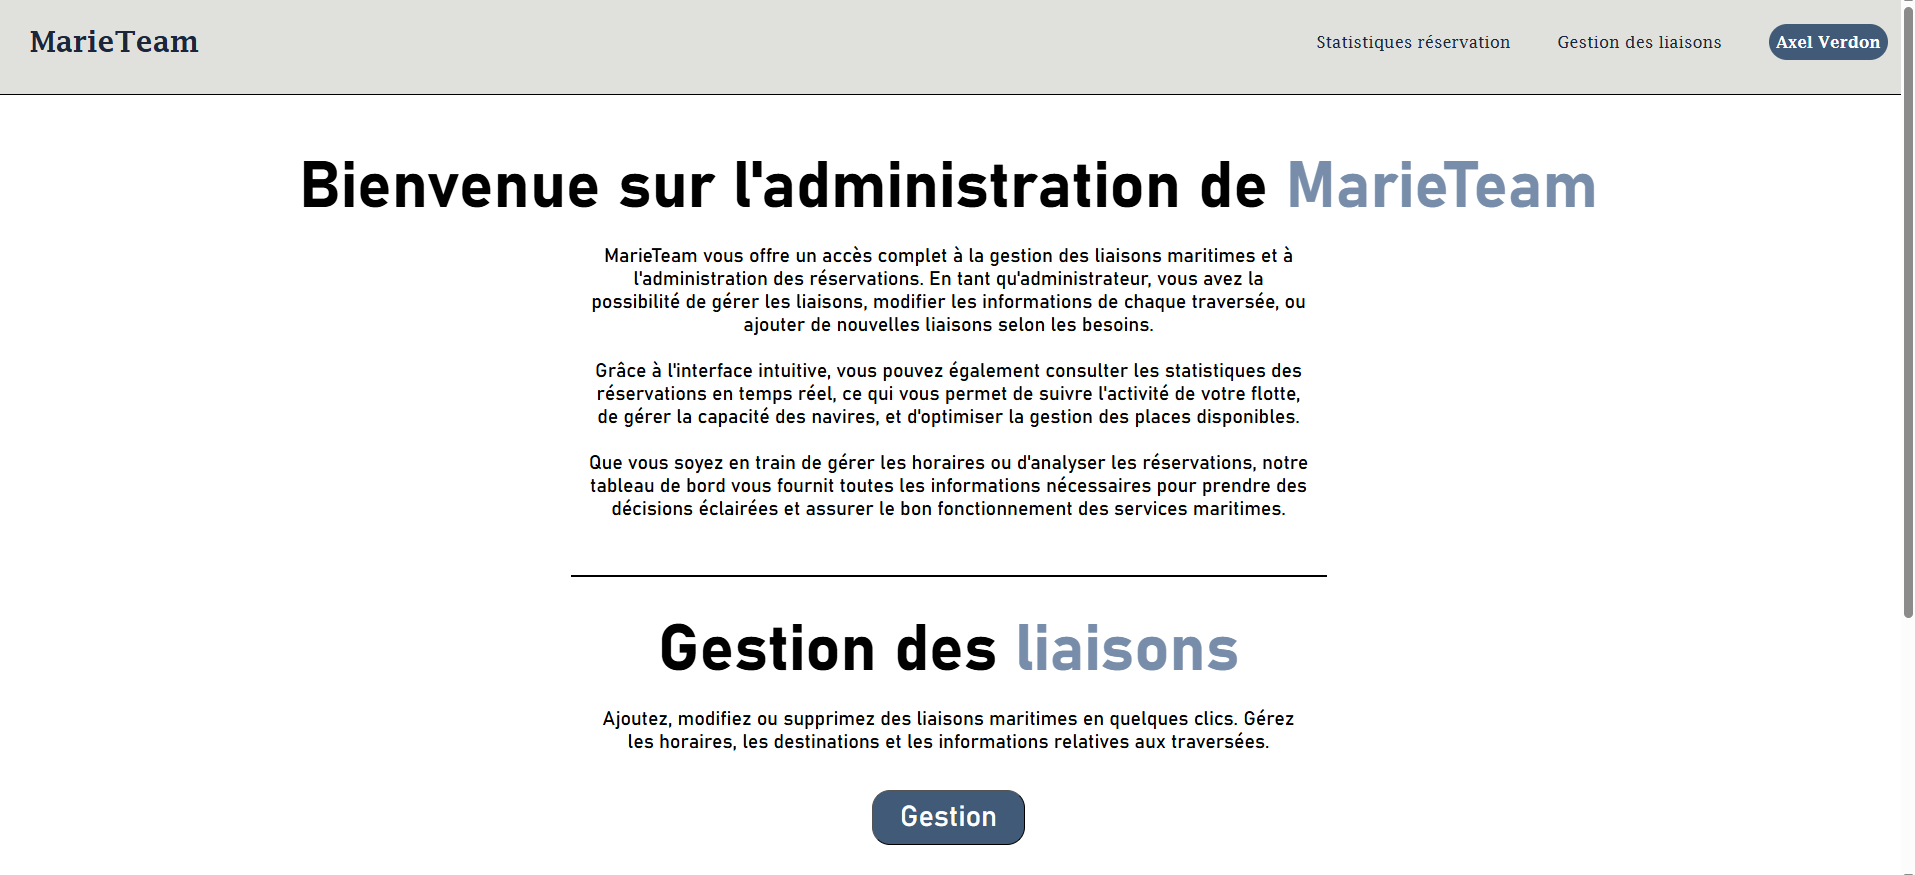 MarieTeam
Statistiques réservation
Gestion des liaisons
Axel Verdon
Bienvenue sur l'administration de MarieTeam
MarieTeam vous offre un accès complet à la gestion des liaisons maritimes et à
l'administration des réservations. En tant qu'administrateur, vous avez la
possibilité de gérer les liaisons, modifier les informations de chaque traversée, ou
ajouter de nouvelles liaisons selon les besoins.
Grâce à l'interface intuitive, vous pouvez également consulter les statistiques des
réservations en temps réel, ce qui vous permet de suivre l'activité de votre flotte,
de gérer la capacité des navires, et d'optimiser la gestion des places disponibles.
Que vous soyez en train de gérer les horaires ou d'analyser les réservations, notre
tableau de bord vous fournit toutes les informations nécessaires pour prendre des
décisions éclairées et assurer le bon fonctionnement des services maritimes.
Gestion des liaisons
Ajoutez, modifiez ou supprimez des liaisons maritimes en quelques clics. Gérez
les horaires, les destinations et les informations relatives aux traversées.
Gestion